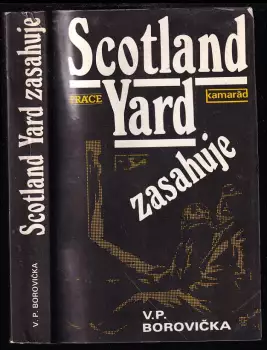 Scotland Yard zasahuje
V. P. BOROVIČKA
Scotland
PRÁCE
kamarád
Yard
zasahuje
V.P.
BOROVIČKA